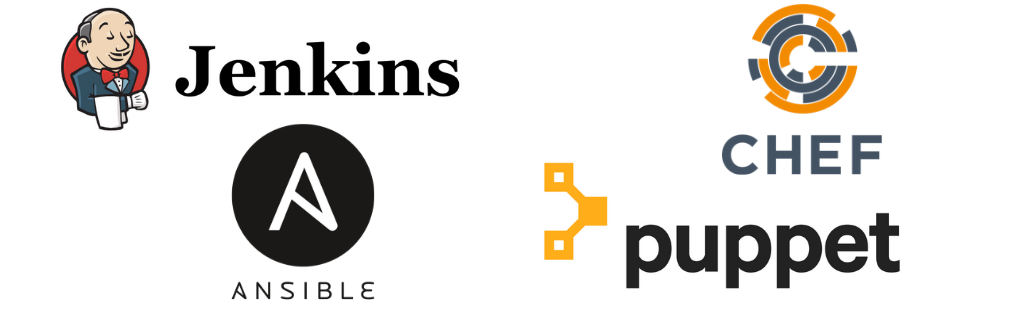 Jenkins
CHEF
puppet
ANSIBLE